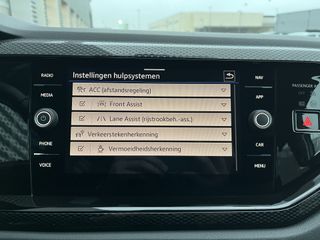 Instellingen hulpsystemen
RADIO
NAV
ACC (afstandsregeling)
MEDIA
Front Assist
APP
PASSENGER
Lane Assist (rijstrookbeh.-ass.)
Verkeerstekenherkenning
PHONE
CAR
Vermoeidheidsherkenning
VOICE
MENU